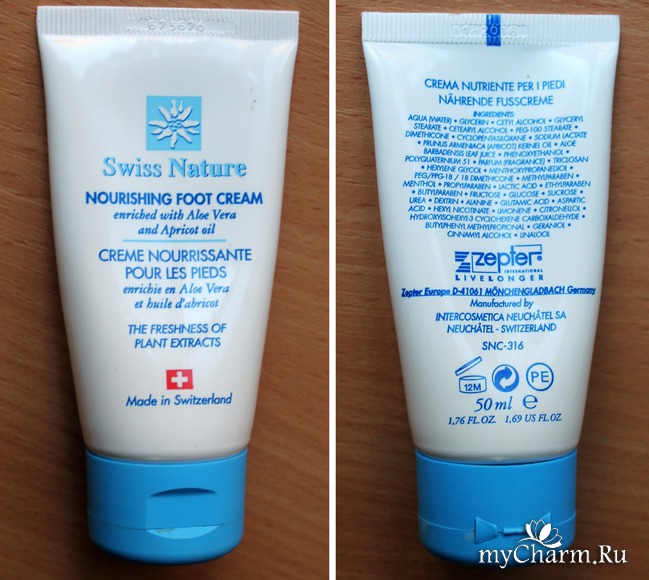 Swiss Nature
NOURISHING FOOT CREAM
enriched with Aloe Vera
and Apricot oil
CREME NOURRISSANTE
POUR LES PIEDS
enrichie en Aloe Vera
et huile d'abricot
THE FRESHNESS OF
PLANT EXTRACTS
Made in Switzerland
CREMA NUTRIENTE PER I PIEDI
NÄHRENDE FUSSCREME
INGREDIENTS:
AQUA (WATER) • GLYCERIN • CETYL ALCOHOL • GLYCERYL
STEARATE • CETEARYL ALCOHOL • PEG-100 STEARATE •
DIMETHICONE • CYCLOPENTASILOXANE • SODIUM LACTATE
• PRUNUS ARMENIACA (APRICOT) KERNEL OIL • ALOE
BARBADENSIS LEAF JUICE • PHENOXYETHANOL •
POLYQUATERNIUM 51 • PARFUM (FRAGRANCE) • TRICLOSAN
• HEXYLENE GLYCOL • MENTHOXYPROPANEDIOL •
PEG/PPG-18 / 18 DIMETHICONE • METHYLPARABEN •
MENTHOL • PROPYLPARABEN • LACTIC ACID • ETHYLPARABEN
• BUTYLPARABEN • FRUCTOSE • GLUCOSE • SUCROSE •
UREA • DEXTRIN • ALANINE • GLUTAMIC ACID • ASPARTIC
ACID • HEXYL NICOTINATE • LIMONENE • CITRONELLOL •
HYDROXYISOHEXYL-3 CYCLOHEXENE CARBOXALDEHYDE •
BUTYLPHENYL METHYLPROPIONAL • GERANIOL •
CINNAMYL ALCOHOL • LINALOOL
zepter
INTERNATIONAL
LIVE LONGER
Zepter Europe D-41061 MÖNCHENGLADBACH Germany
Manufactured by
INTERCOSMETICA NEUCHÂTEL SA
NEUCHÂTEL - SWITZERLAND
SNC-316
12M
PE
50 ml e
1,76 FL.OZ. 1,69 US FL.OZ.
myCharm.Ru